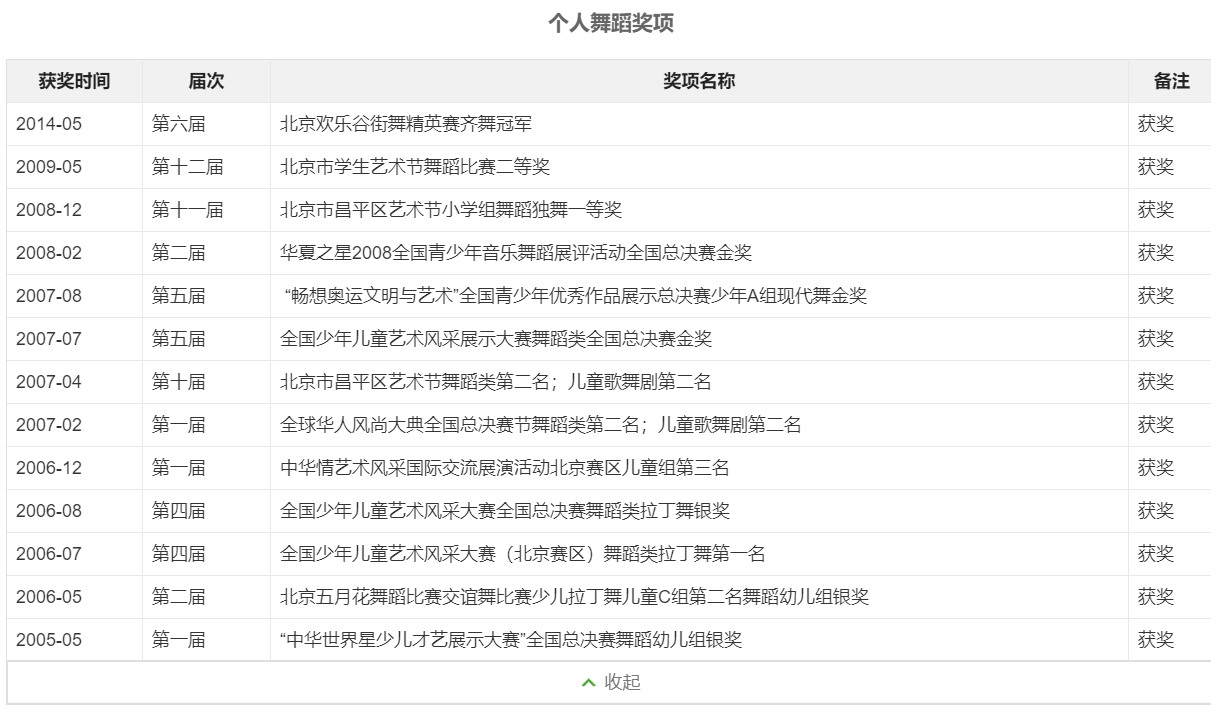 个人舞蹈奖项
获奖时间 届次 奖项名称 备注
2014-05 第六届 北京欢乐谷街舞精英赛齐舞冠军 获奖
2009-05 第十二届 北京市学生艺术节舞蹈比赛二等奖 获奖
2008-12 第十一届 北京市昌平区艺术节小学组舞蹈独舞一等奖 获奖
2008-02 第二届 华夏之星2008全国青少年音乐舞蹈展评活动全国总决赛金奖 获奖
2007-08 第五届 “畅想奥运文明与艺术”全国青少年优秀作品展示总决赛少年A组现代舞金奖 获奖
2007-07 第五届 全国少年儿童艺术风采展示大赛舞蹈类全国总决赛金奖 获奖
2007-04 第十届 北京市昌平区艺术节舞蹈类第二名；儿童歌舞剧第二名 获奖
2007-02 第一届 全球华人风尚大典全国总决赛节舞蹈类第二名；儿童歌舞剧第二名 获奖
2006-12 第一届 中华情艺术风采国际交流展演活动北京赛区儿童组第三名 获奖
2006-08 第四届 全国少年儿童艺术风采大赛全国总决赛舞蹈类拉丁舞银奖 获奖
2006-07 第四届 全国少年儿童艺术风采大赛（北京赛区）舞蹈类拉丁舞第一名 获奖
2006-05 第二届 北京五月花舞蹈比赛交谊舞比赛少儿拉丁舞儿童C组第二名舞蹈幼儿组银奖 获奖
2005-05 第一届 “中华世界星少儿才艺展示大赛”全国总决赛舞蹈幼儿组银奖 获奖
收起